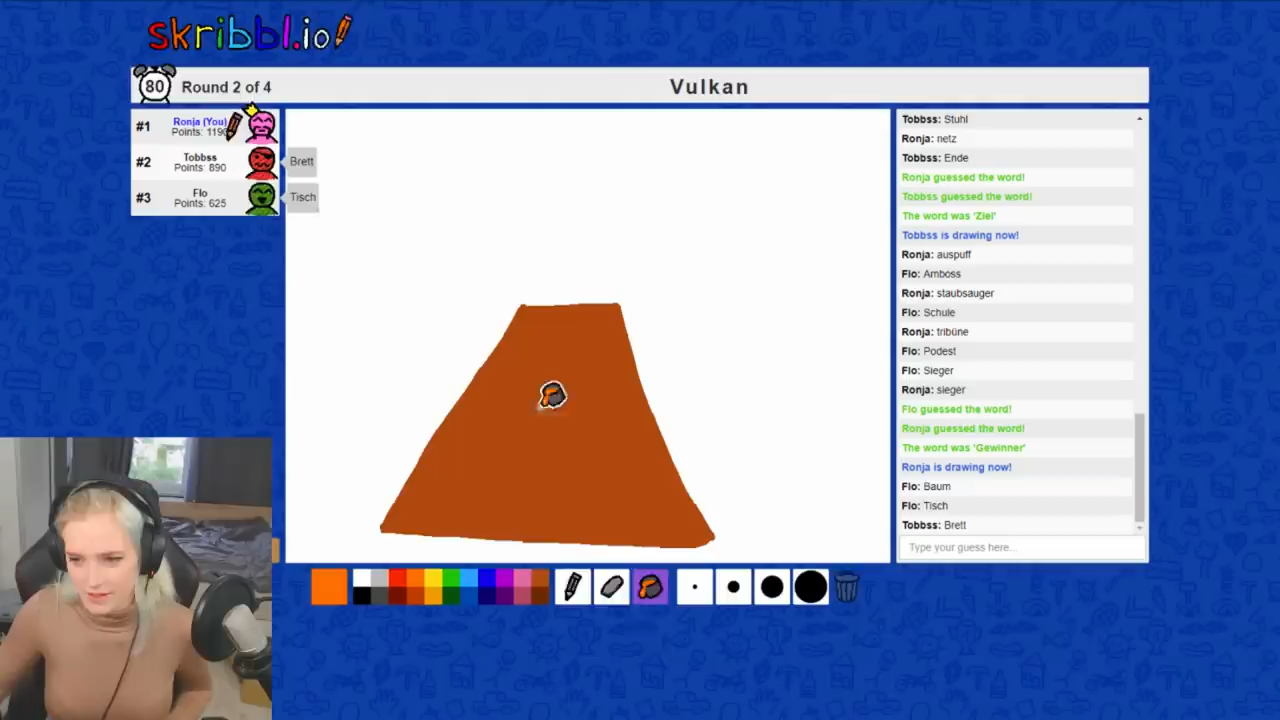 skribbl.io
80
Round 2 of 4
Vulkan
#1
Ronja (You)
Points: 1190
#2
Tobbss
Points: 890
Brett
#3
Flo
Points: 625
Tisch
Tobbss: Stuhl
Ronja: netz
Tobbss: Ende
Ronja guessed the word!
Tobbss guessed the word!
The word was 'Ziel'
Tobbss is drawing now!
Ronja: auspuff
Flo: Amboss
Ronja: staubsauger
Flo: Schule
Ronja: tribüne
Flo: Podest
Flo: Sieger
Ronja: sieger
Flo guessed the word!
Ronja guessed the word!
The word was 'Gewinner'
Ronja is drawing now!
Flo: Baum
Flo: Tisch
Tobbss: Brett
Type your guess here...